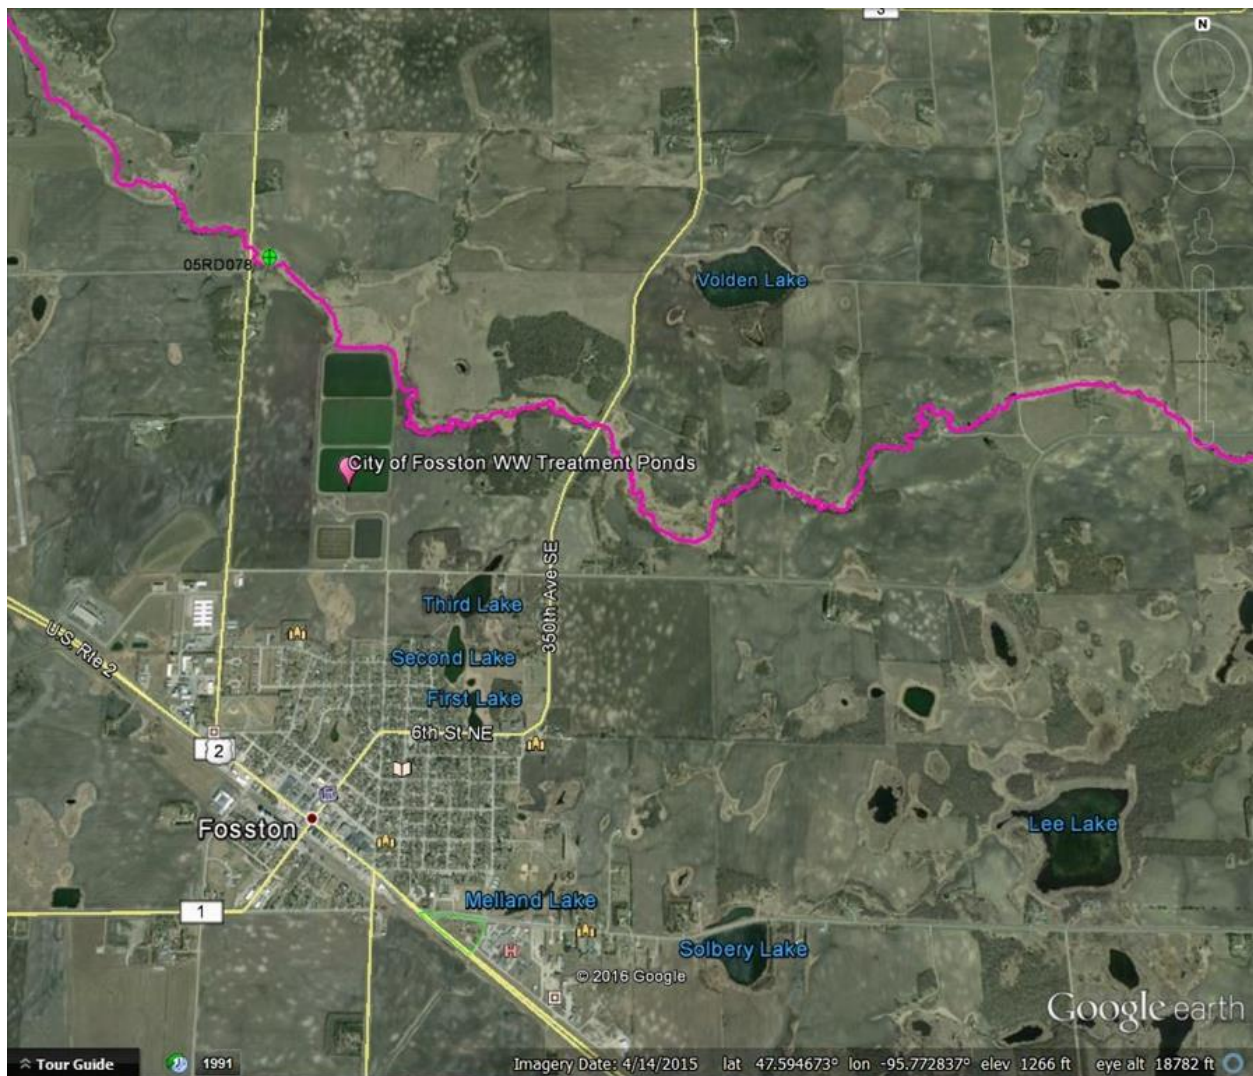 3
N
05RD078
Volden Lake
City of Fosston WW Treatment Ponds
350th Ave SE
Third Lake
U.S. Rte 2
Second Lake
First Lake
6th St NE
2
Fosston
Lee Lake
1
Melland Lake
H
Solbery Lake
© 2016 Google
Google earth
Tour Guide
1991
Imagery Date: 4/14/2015 lat 47.594673° lon -95.772837° elev 1266 ft eye alt 18782 ft